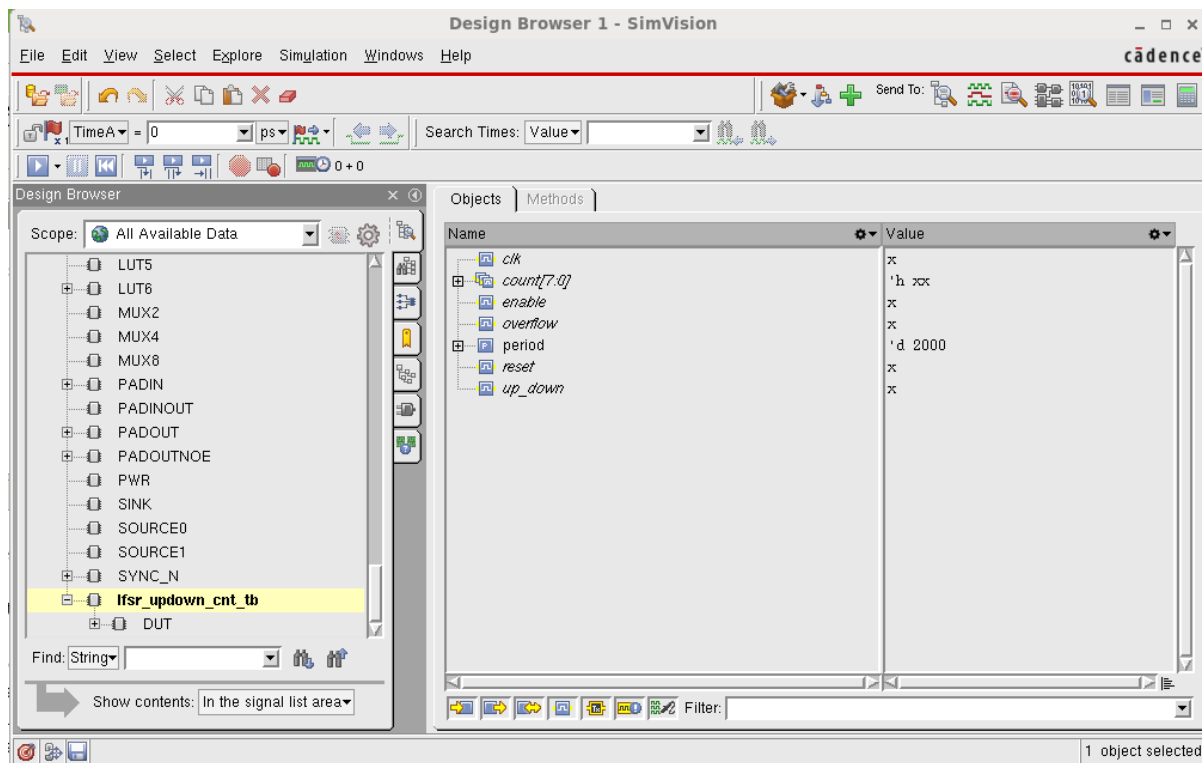 Design Browser 1 - SimVision
File Edit View Select Explore Simulation Windows Help
cādence
Send To:
TimeA = 0 ps Search Times: Value
0 + 0
Design Browser
Objects Methods
Scope: All Available Data
Name Value
LUT5
LUT6
MUX2
MUX4
MUX8
PADIN
PADINOUT
PADOUT
PADOUTNOE
PWR
SINK
SOURCE0
SOURCE1
SYNC_N
lfsr_updown_cnt_tb
DUT
clk x
count[7:0] 'h xx
enable x
overflow x
period 'd 2000
reset x
up_down x
Find: String
Show contents: In the signal list area
Filter:
1 object selected